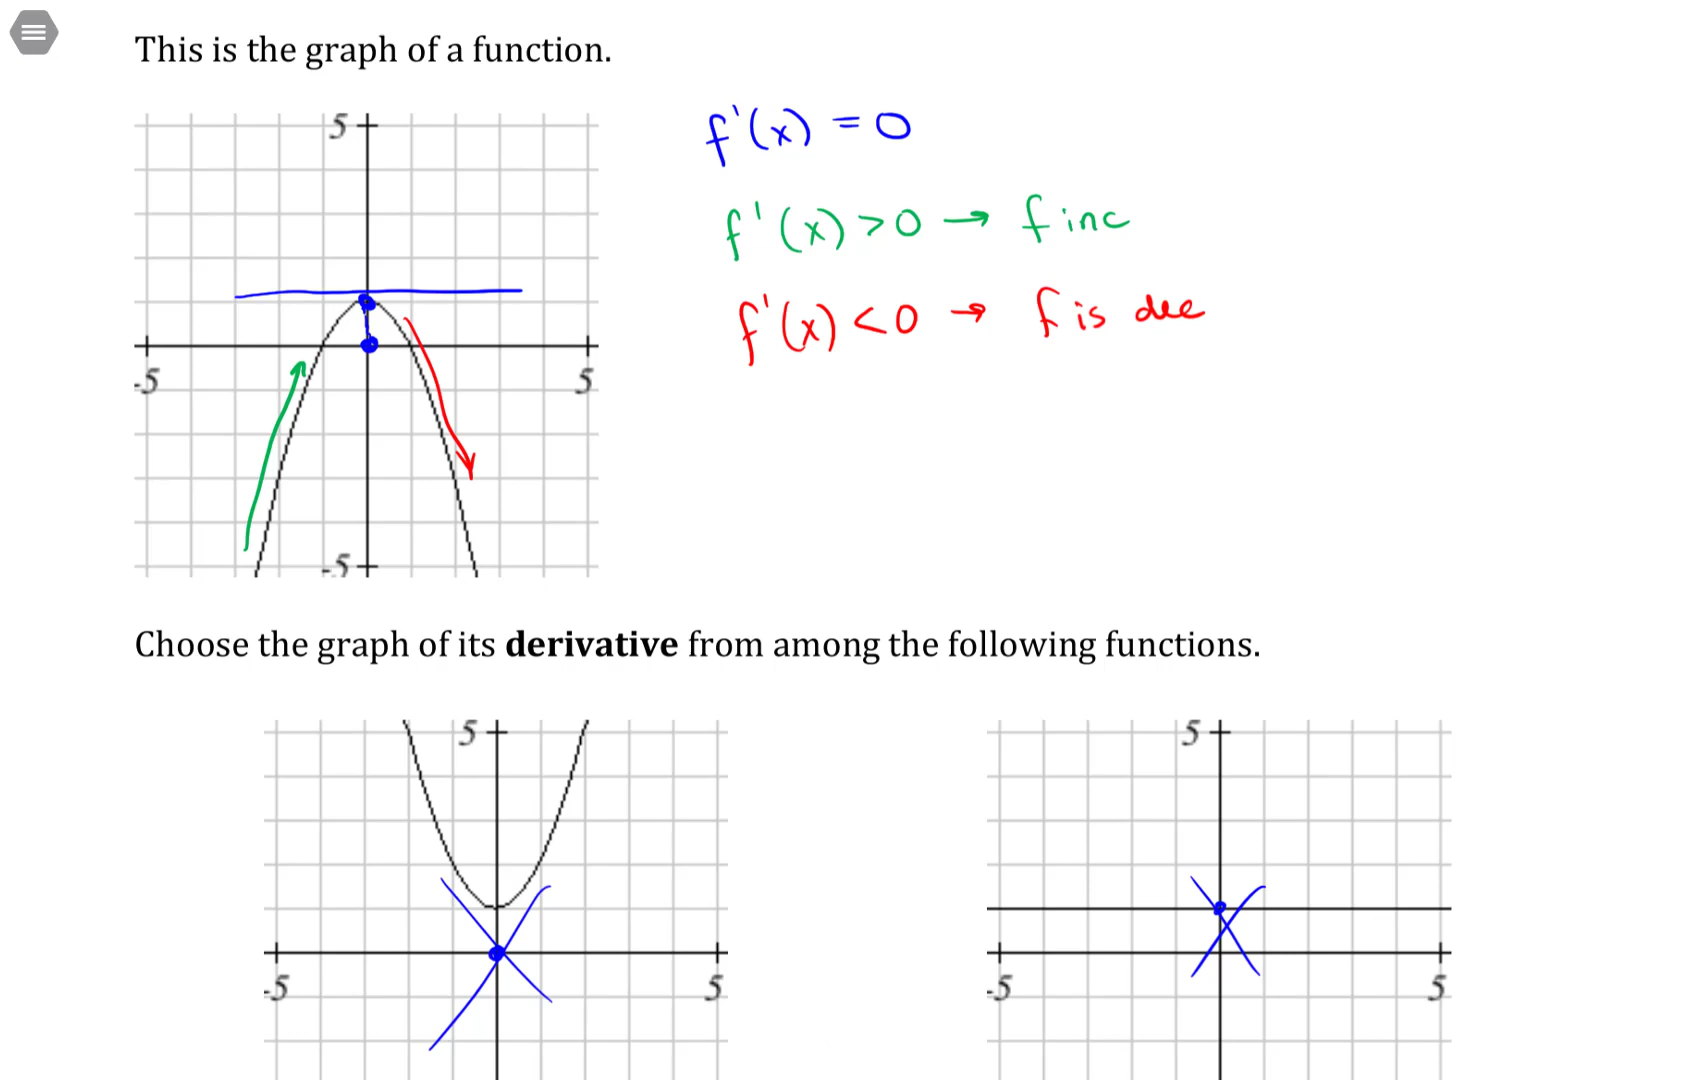 This is the graph of a function.
f'(x) = 0
f'(x) > 0 → f inc
f'(x) < 0 → f is dec
5
-5
5
-5
Choose the graph of its derivative from among the following functions.
5
-5
5
5
-5
5